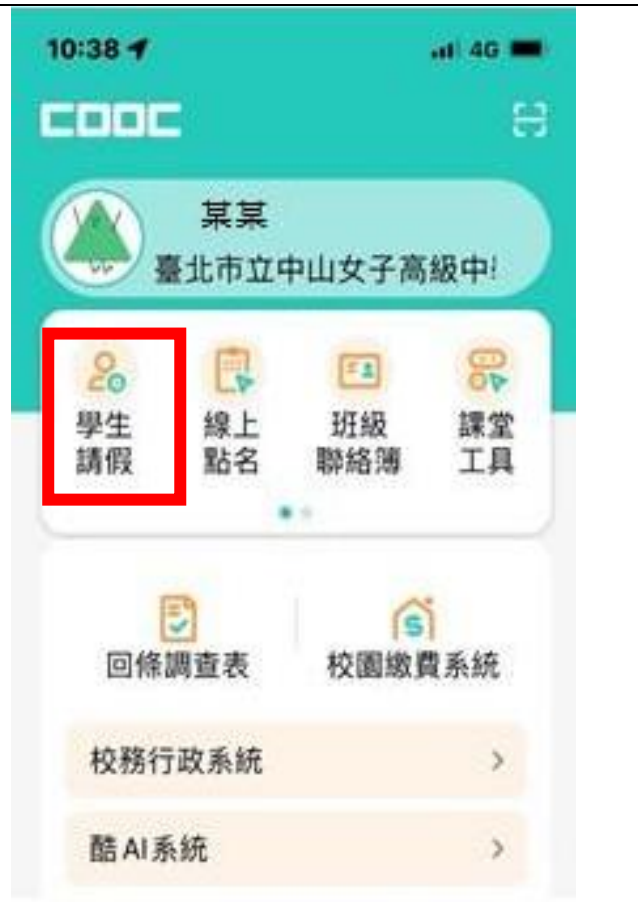 10:38
4G
COOC
某某
臺北市立中山女子高級中
學生
請假
線上
點名
班級
聯絡簿
課堂
工具
回條調查表
校園繳費系統
校務行政系統
酷AI系統